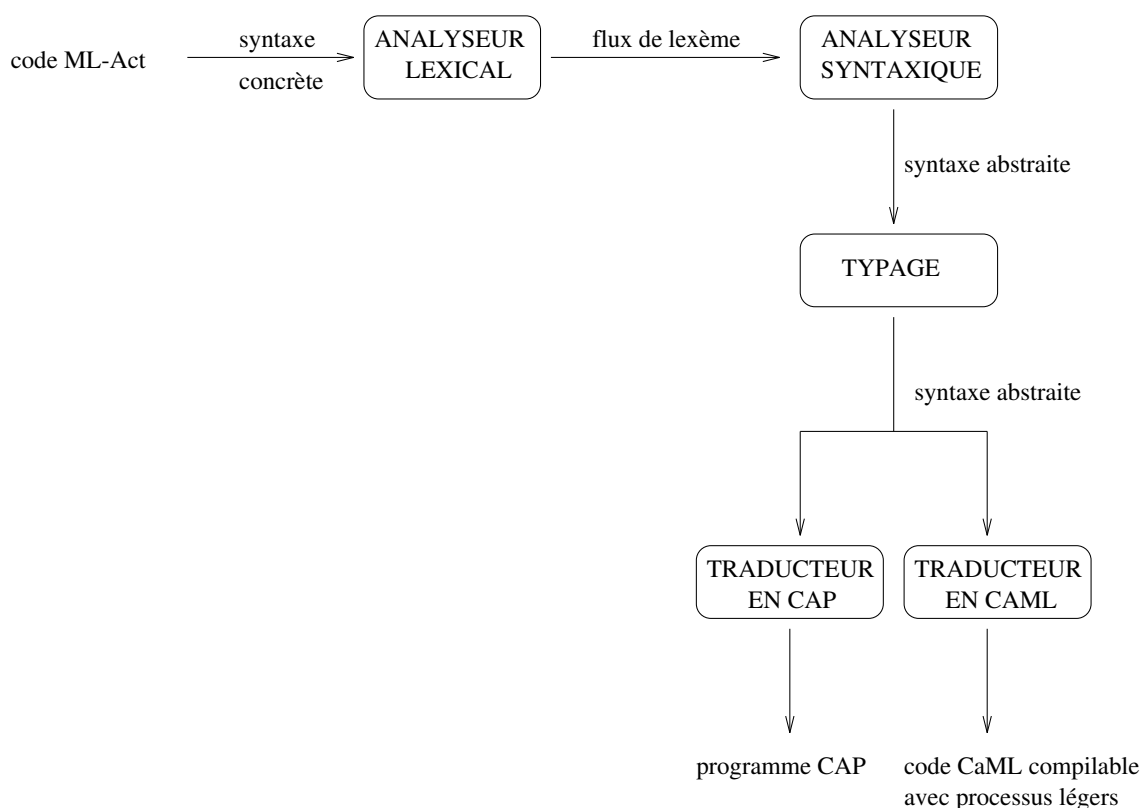 code ML-Act
syntaxe
concrète
ANALYSEUR
LEXICAL
flux de lexème
ANALYSEUR
SYNTAXIQUE
syntaxe abstraite
TYPAGE
syntaxe abstraite
TRADUCTEUR
EN CAP
TRADUCTEUR
EN CAML
programme CAP
code CaML compilable
avec processus légers